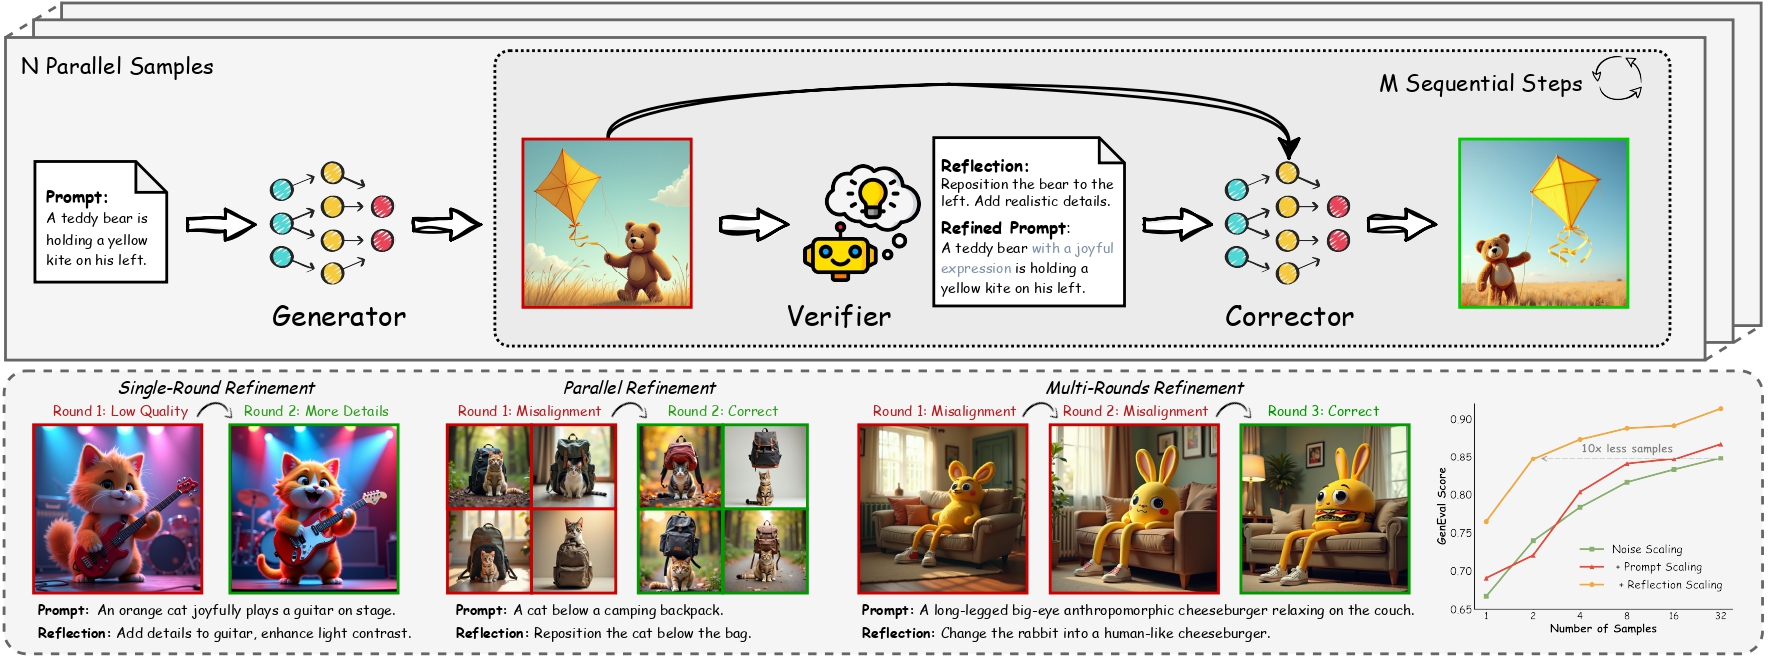 N Parallel Samples
M Sequential Steps
Prompt:
A teddy bear is
holding a yellow
kite on his left.
Generator
Verifier
Reflection:
Reposition the bear to the
left. Add realistic details.
Refined Prompt:
A teddy bear with a joyful
expression is holding a
yellow kite on his left.
Corrector
Single-Round Refinement
Round 1: Low Quality
Round 2: More Details
Prompt: An orange cat joyfully plays a guitar on stage.
Reflection: Add details to guitar, enhance light contrast.
Parallel Refinement
Round 1: Misalignment
Round 2: Correct
Prompt: A cat below a camping backpack.
Reflection: Reposition the cat below the bag.
Multi-Rounds Refinement
Round 1: Misalignment
Round 2: Misalignment
Round 3: Correct
Prompt: A long-legged big-eye anthropomorphic cheeseburger relaxing on the couch.
Reflection: Change the rabbit into a human-like cheeseburger.
GenEval Score
0.90
0.85
0.80
0.75
0.70
0.65
10x less samples
Noise Scaling
+ Prompt Scaling
+ Reflection Scaling
1 2 4 8 16 32
Number of Samples